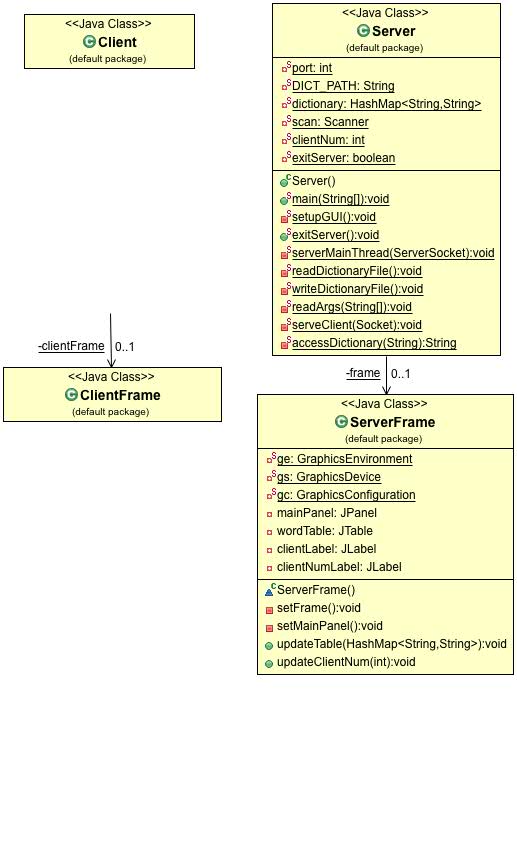 <<Java Class>>
Client
(default package)
-clientFrame
0..1
<<Java Class>>
ClientFrame
(default package)
<<Java Class>>
Server
(default package)
port: int
DICT_PATH: String
dictionary: HashMap<String,String>
scan: Scanner
clientNum: int
exitServer: boolean
Server()
main(String[]):void
setupGUI():void
exitServer():void
serverMainThread(ServerSocket):void
readDictionaryFile():void
writeDictionaryFile():void
readArgs(String[]):void
serveClient(Socket):void
accessDictionary(String):String
-frame
0..1
<<Java Class>>
ServerFrame
(default package)
ge: GraphicsEnvironment
gs: GraphicsDevice
gc: GraphicsConfiguration
mainPanel: JPanel
wordTable: JTable
clientLabel: JLabel
clientNumLabel: JLabel
ServerFrame()
setFrame():void
setMainPanel():void
updateTable(HashMap<String,String>):void
updateClientNum(int):void